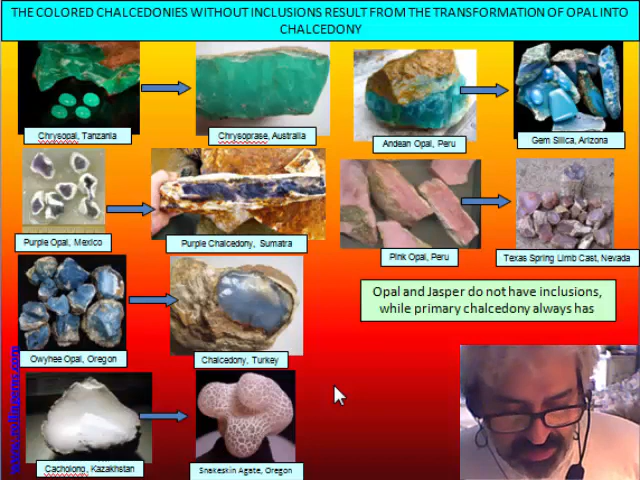 THE COLORED CHALCEDONIES WITHOUT INCLUSIONS RESULT FROM THE TRANSFORMATION OF OPAL INTO
CHALCEDONY
Chrysopal, Tanzania
Chrysoprase, Australia
Andean Opal, Peru
Gem Silica, Arizona
Purple Opal, Mexico
Purple Chalcedony, Sumatra
Pink Opal, Peru
Texas Spring Limb Cast, Nevada
Opal and Jasper do not have inclusions,
while primary chalcedony always has
Owyhee Opal, Oregon
Chalcedony, Turkey
Cacholong, Kazakhstan
Snakeskin Agate, Oregon